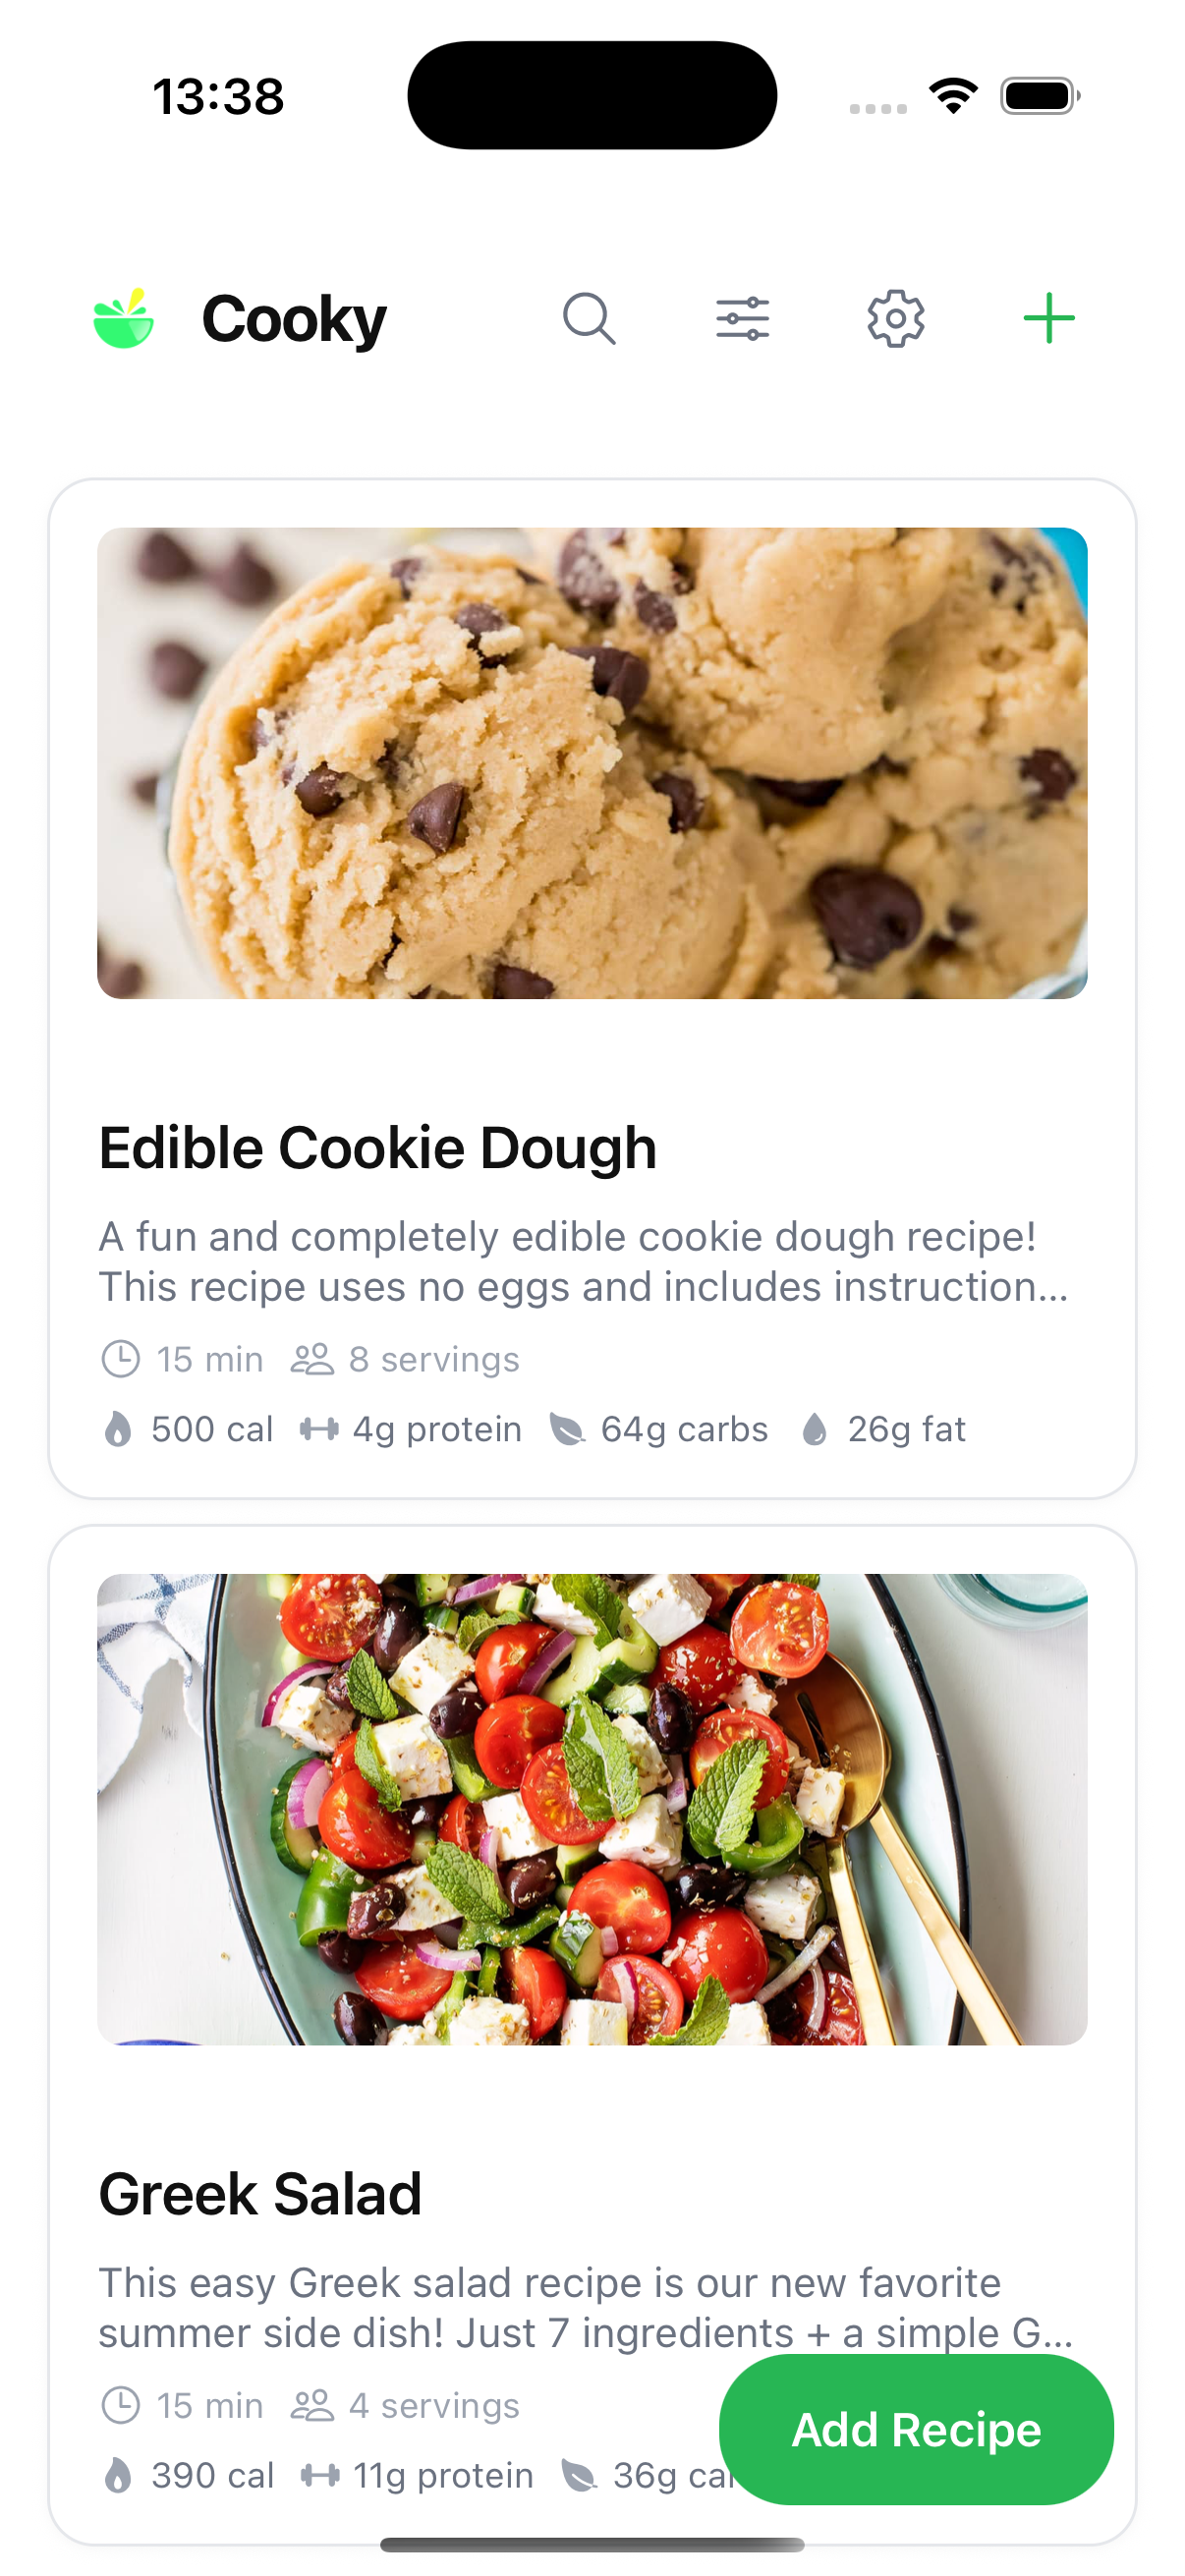 13:38
Cooky
Edible Cookie Dough
A fun and completely edible cookie dough recipe!
This recipe uses no eggs and includes instruction...
15 min 8 servings
500 cal 4g protein 64g carbs 26g fat
Greek Salad
This easy Greek salad recipe is our new favorite
summer side dish! Just 7 ingredients + a simple G...
15 min 4 servings
390 cal 11g protein 36g
Add Recipe